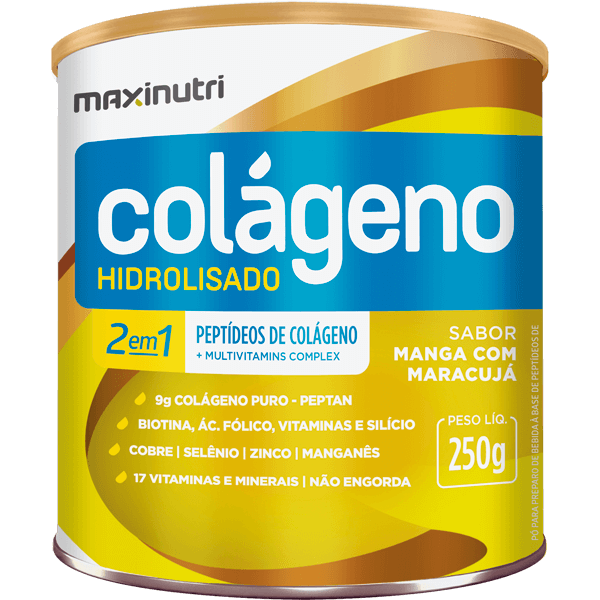 maxinutri
colágeno
HIDROLISADO
2em1
PEPTÍDEOS DE COLÁGENO
+ MULTIVITAMINS COMPLEX
SABOR
MANGA COM
MARACUJÁ
9g COLÁGENO PURO - PEPTAN
BIOTINA, ÁC. FÓLICO, VITAMINAS E SILÍCIO
COBRE | SELÊNIO | ZINCO | MANGANÊS
17 VITAMINAS E MINERAIS | NÃO ENGORDA
PESO LÍQ.
250g
PÓ PARA PREPARO DE BEBIDA À BASE DE PEPTÍDEOS DE